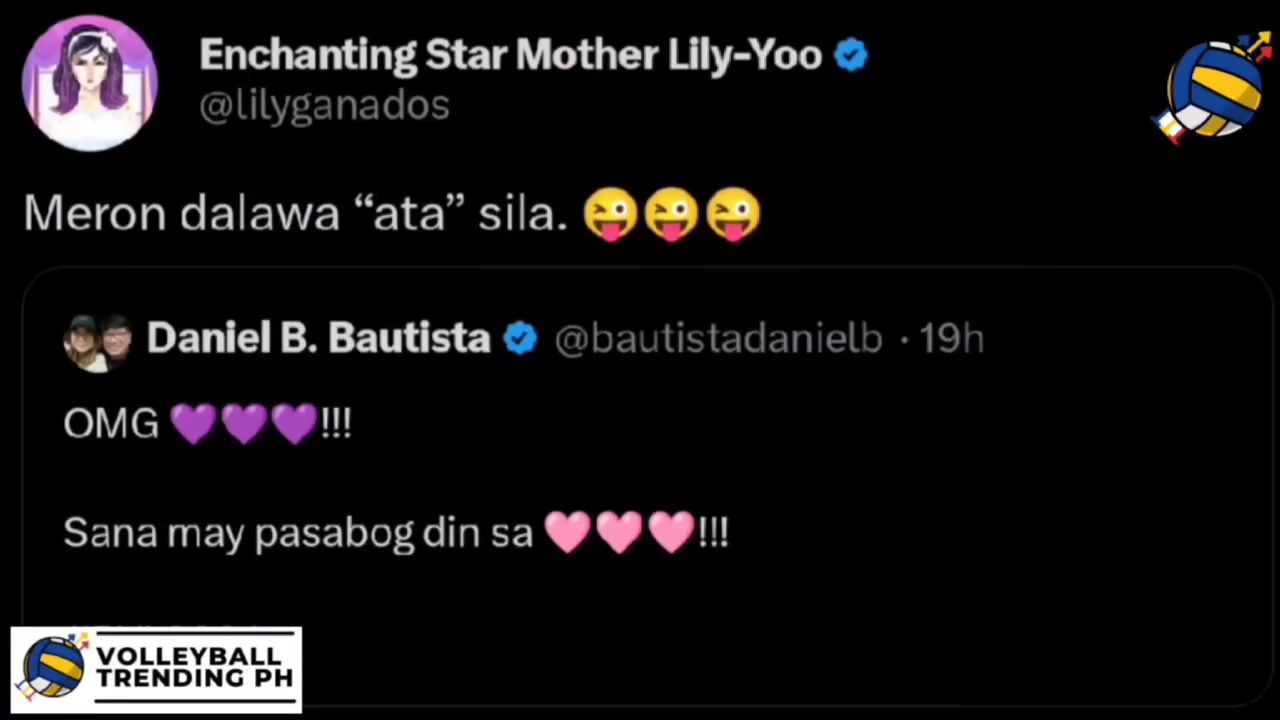 Enchanting Star Mother Lily-Yoo
@lilyganados
Meron dalawa “ata” sila. 😜😜😜
Daniel B. Bautista @bautistadanielb · 19h
OMG 💜💜💜!!!
Sana may pasabog din sa 🩷🩷🩷!!!
VOLLEYBALL
TRENDING PH